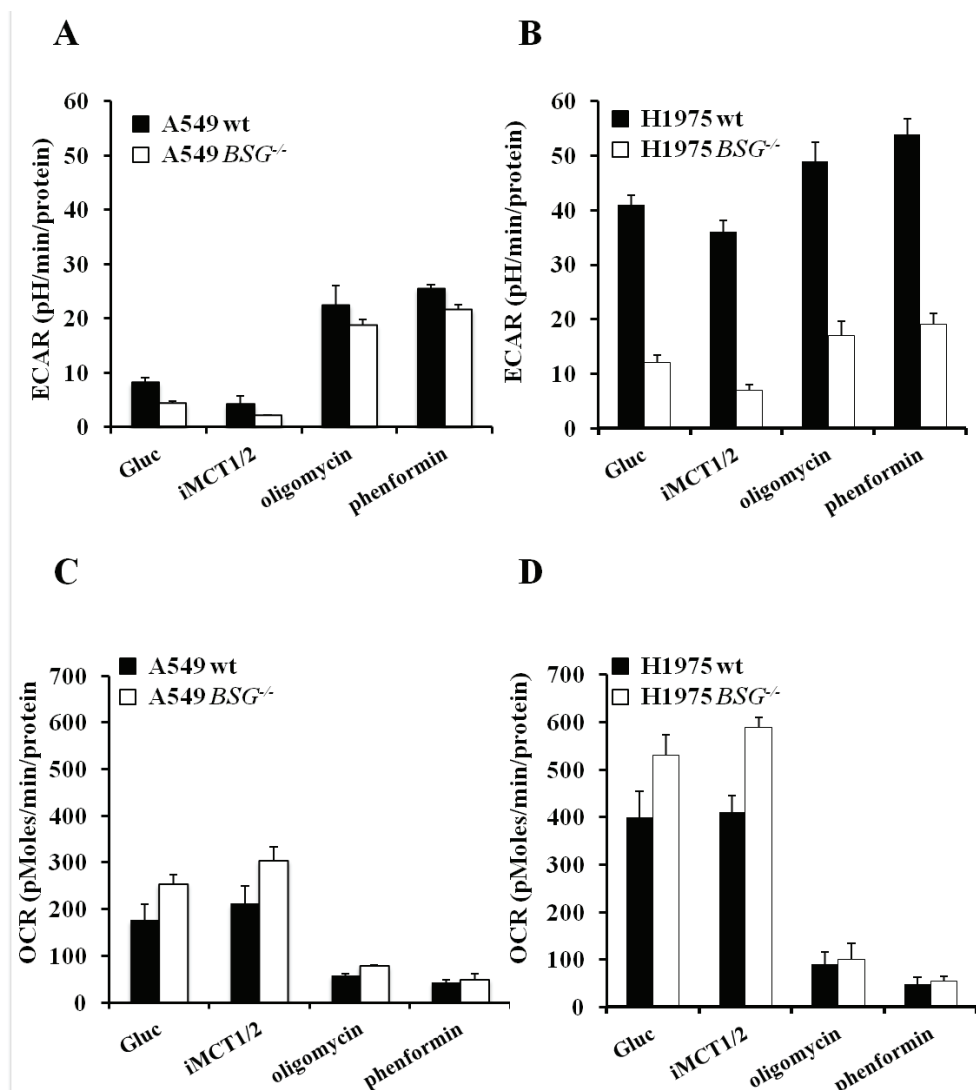 A
ECAR (pH/min/protein)
60
50
40
30
20
10
0
A549 wt
A549 BSG-/-
Gluc
iMCT1/2
oligomycin
phenformin
B
ECAR (pH/min/protein)
60
50
40
30
20
10
0
H1975 wt
H1975 BSG-/-
Gluc
iMCT1/2
oligomycin
phenformin
C
OCR (pMoles/min/protein
700
600
500
400
300
200
100
0
A549 wt
A549 BSG-/-
Gluc
iMCT1/2
oligomycin
phenformin
D
OCR (pMoles/min/protein
700
600
500
400
300
200
100
0
H1975 wt
H1975 BSG-/-
Gluc
iMCT1/2
oligomycin
phenformin